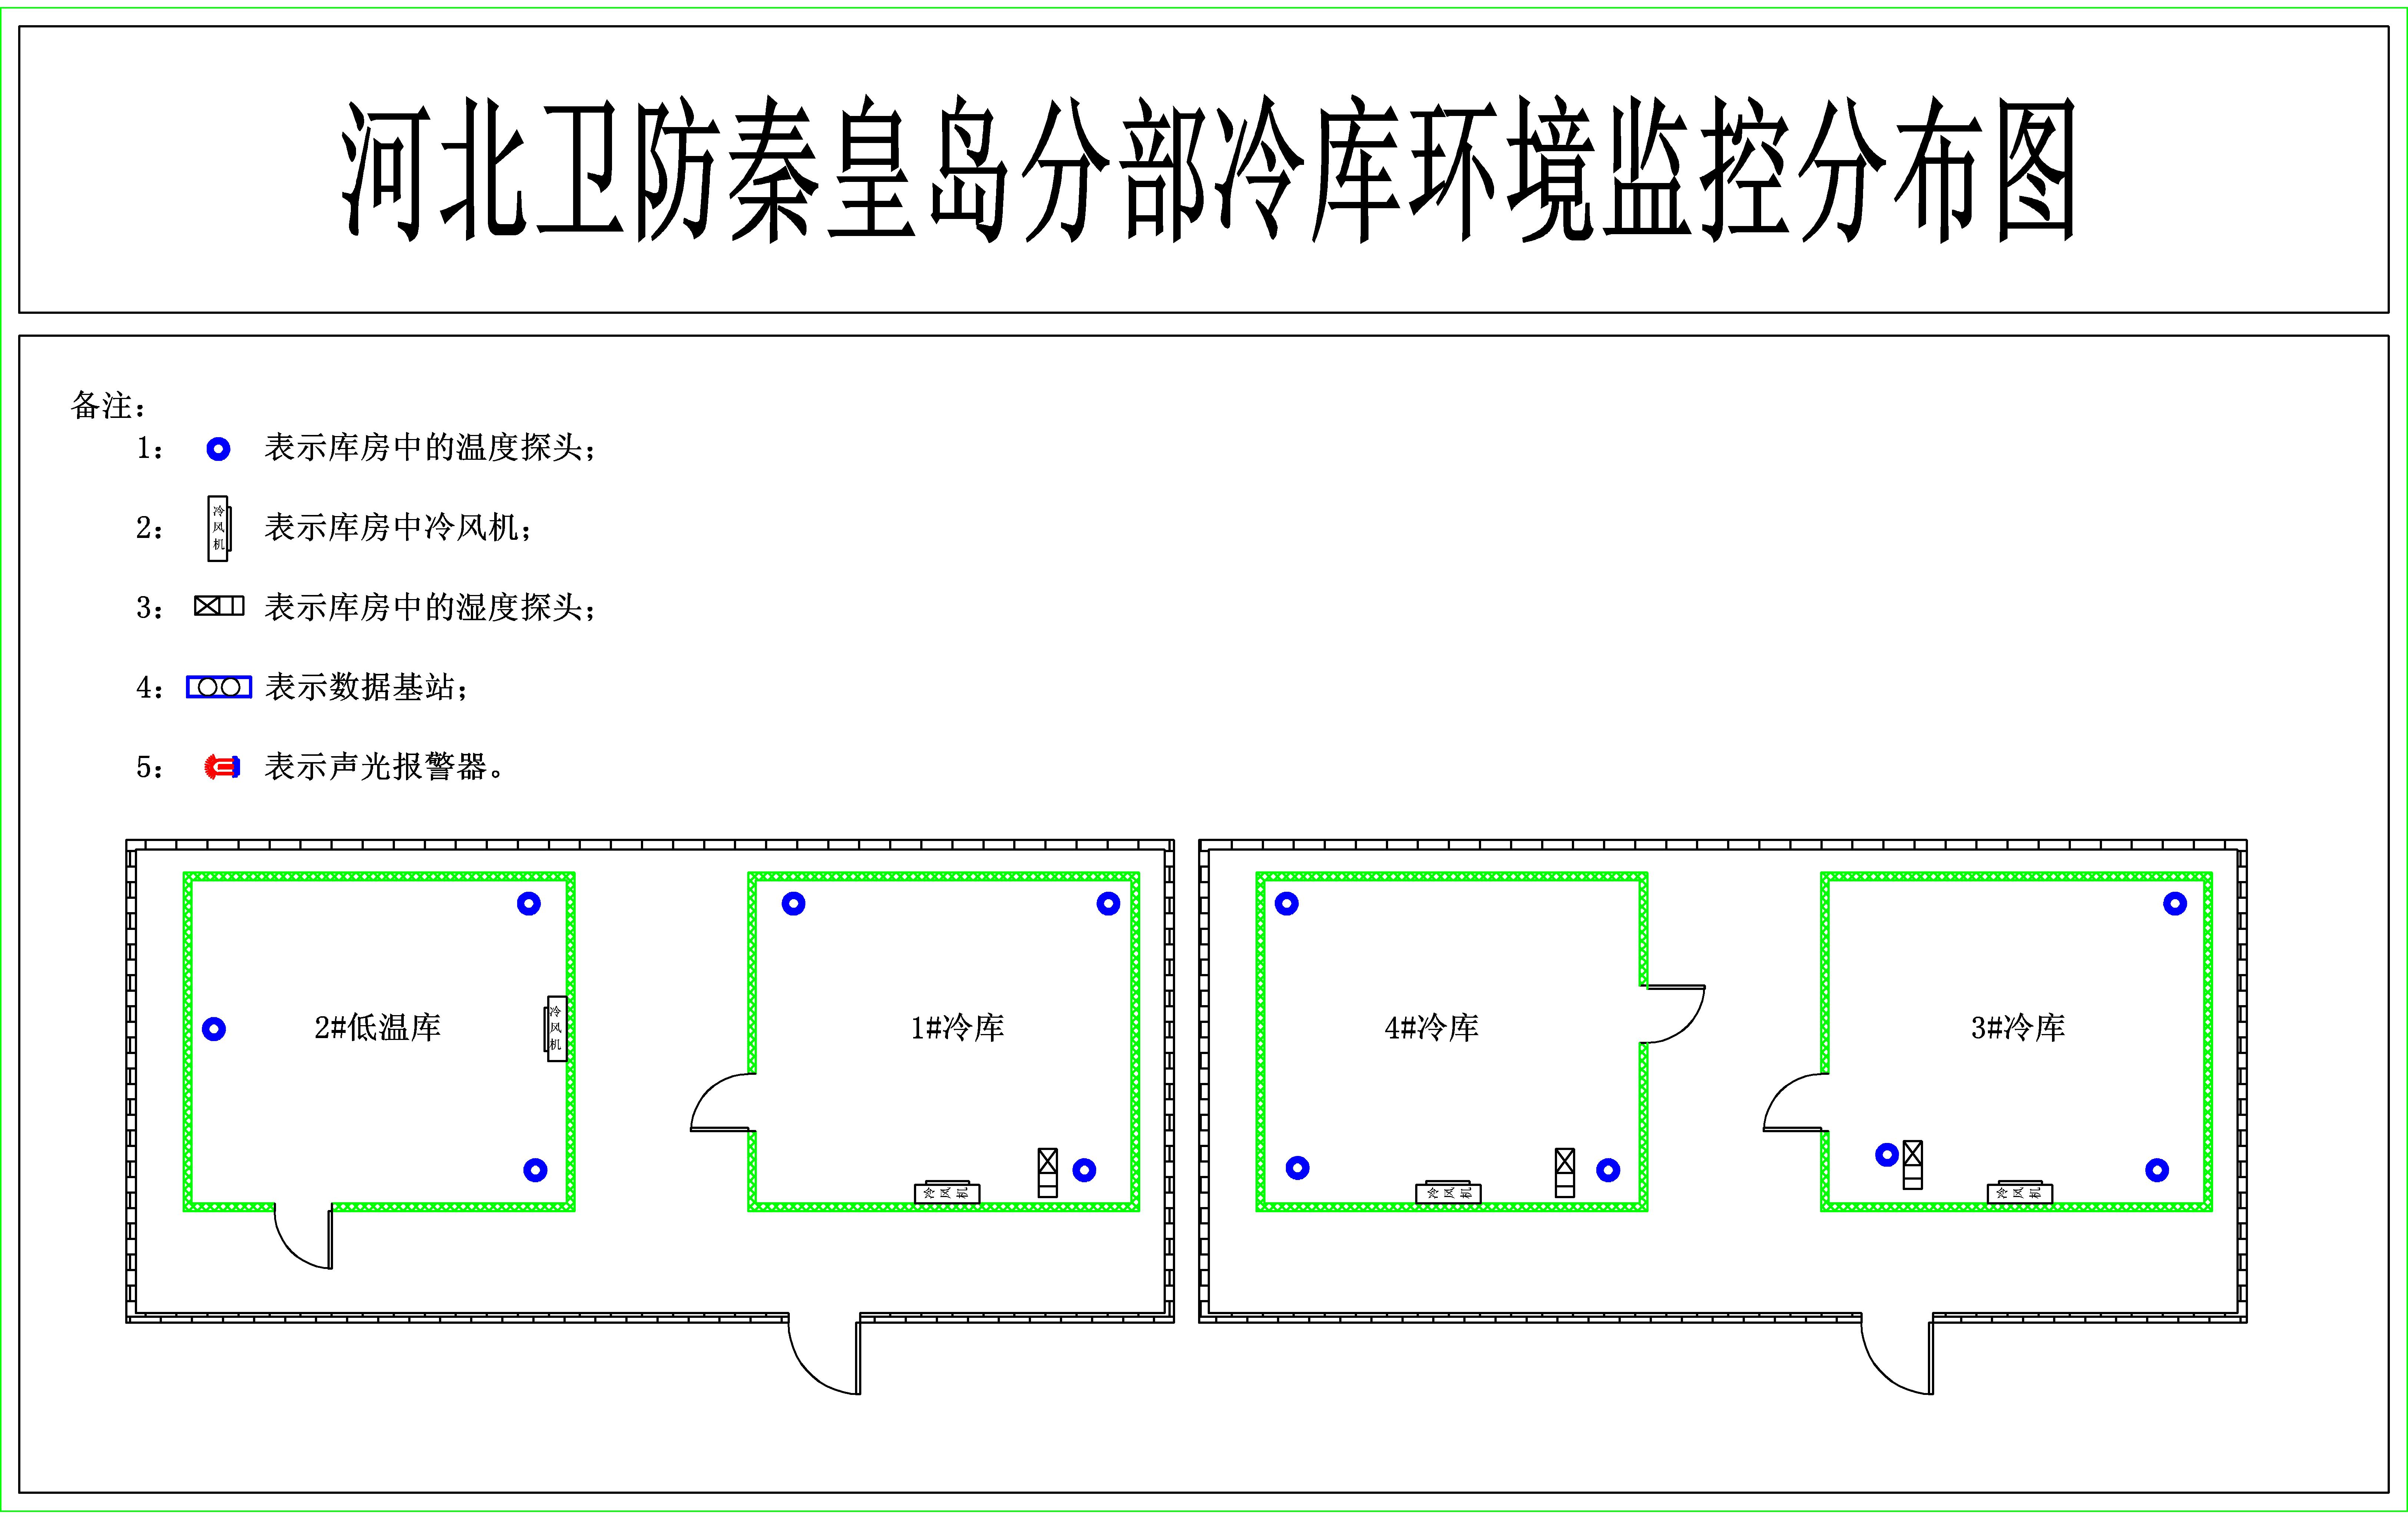 河北卫防秦皇岛分部冷库环境监控分布图
备注：
1： 表示库房中的温度探头；
2： 冷风机 表示库房中冷风机；
3： 表示库房中的湿度探头；
4： 表示数据基站；
5： 表示声光报警器。
2#低温库
冷风机
1#冷库
冷风机
4#冷库
冷风机
3#冷库
冷风机